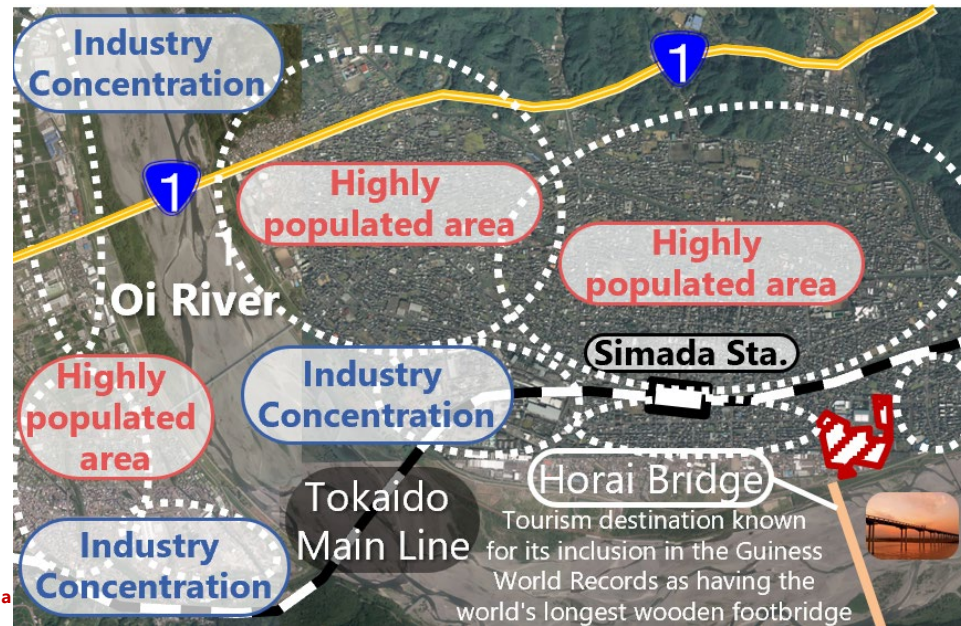 Industry
Concentration
1
1
Highly
populated area
Highly
populated area
1
Oi River
Simada Sta.
Highly
populated
area
Industry
Concentration
Horai Bridge
Tokaido
Main Line
Tourism destination known
for its inclusion in the Guiness
World Records as having the
world's longest wooden footbridge
Industry
Concentration
a